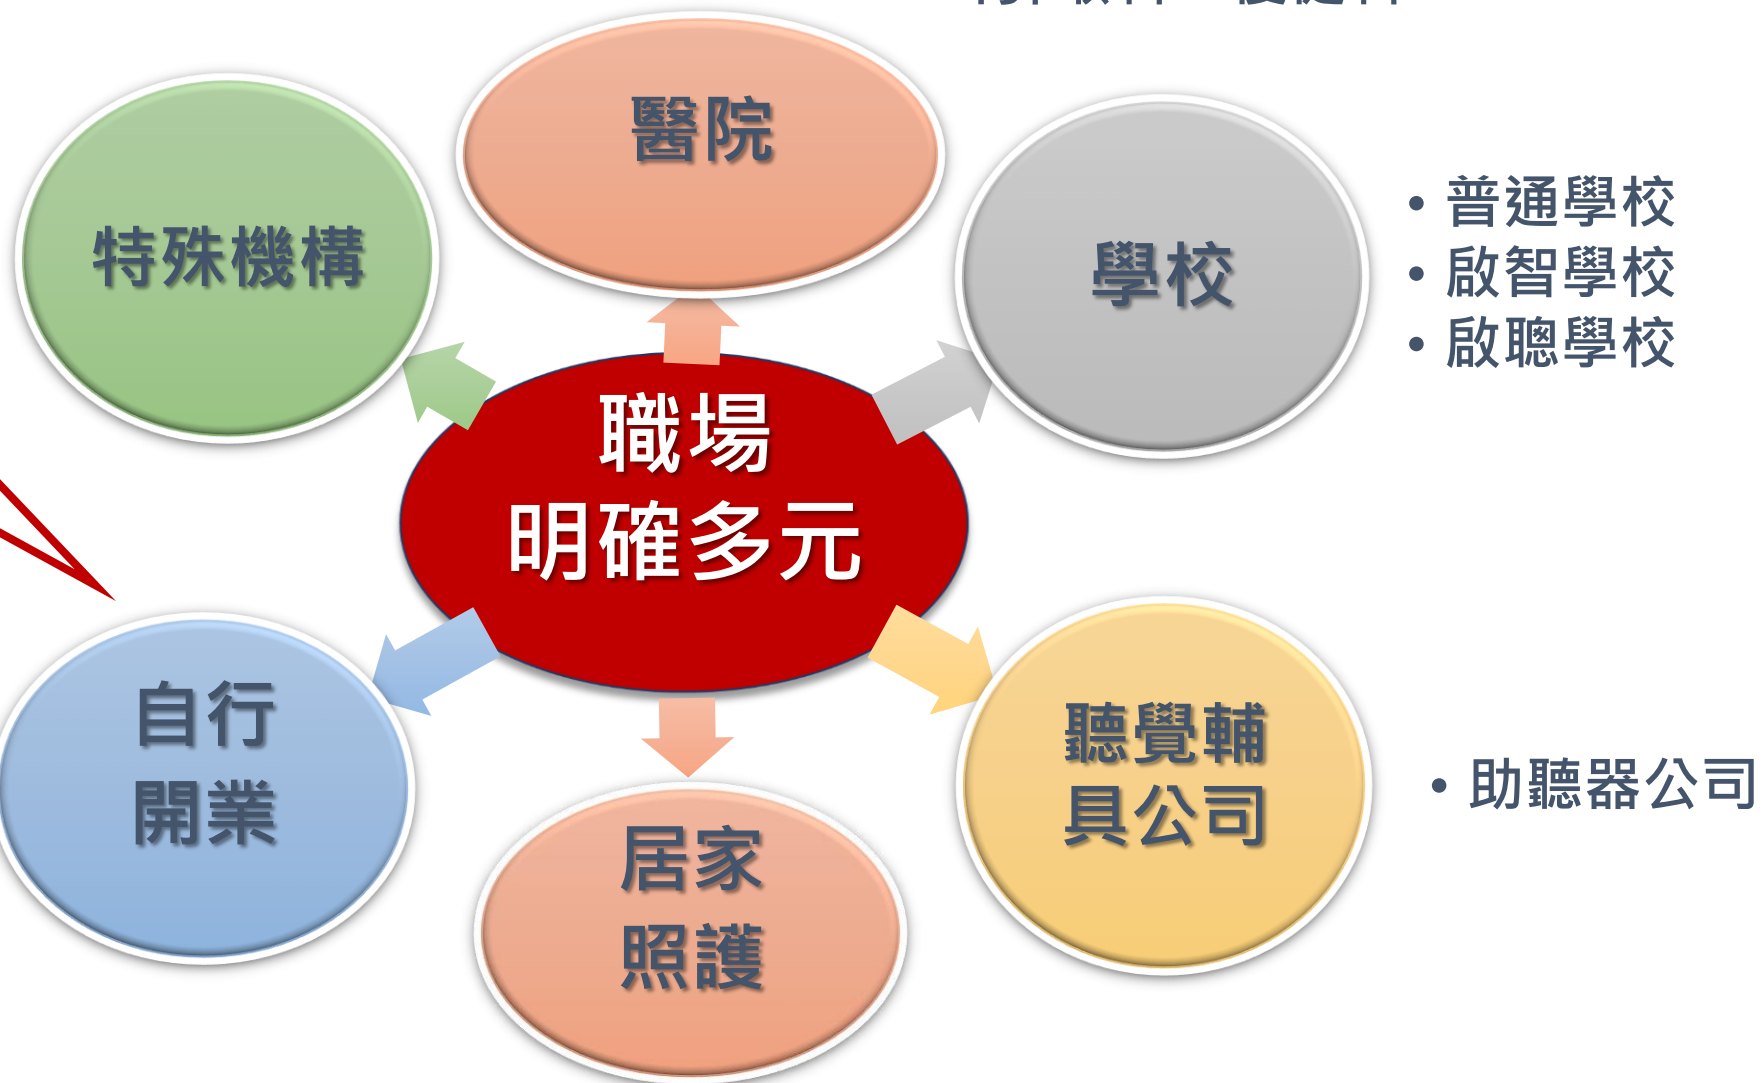 醫院
特殊機構
學校
• 普通學校
• 啟智學校
• 啟聰學校
職場
明確多元
自行
開業
聽覺輔
具公司
• 助聽器公司
居家
照護